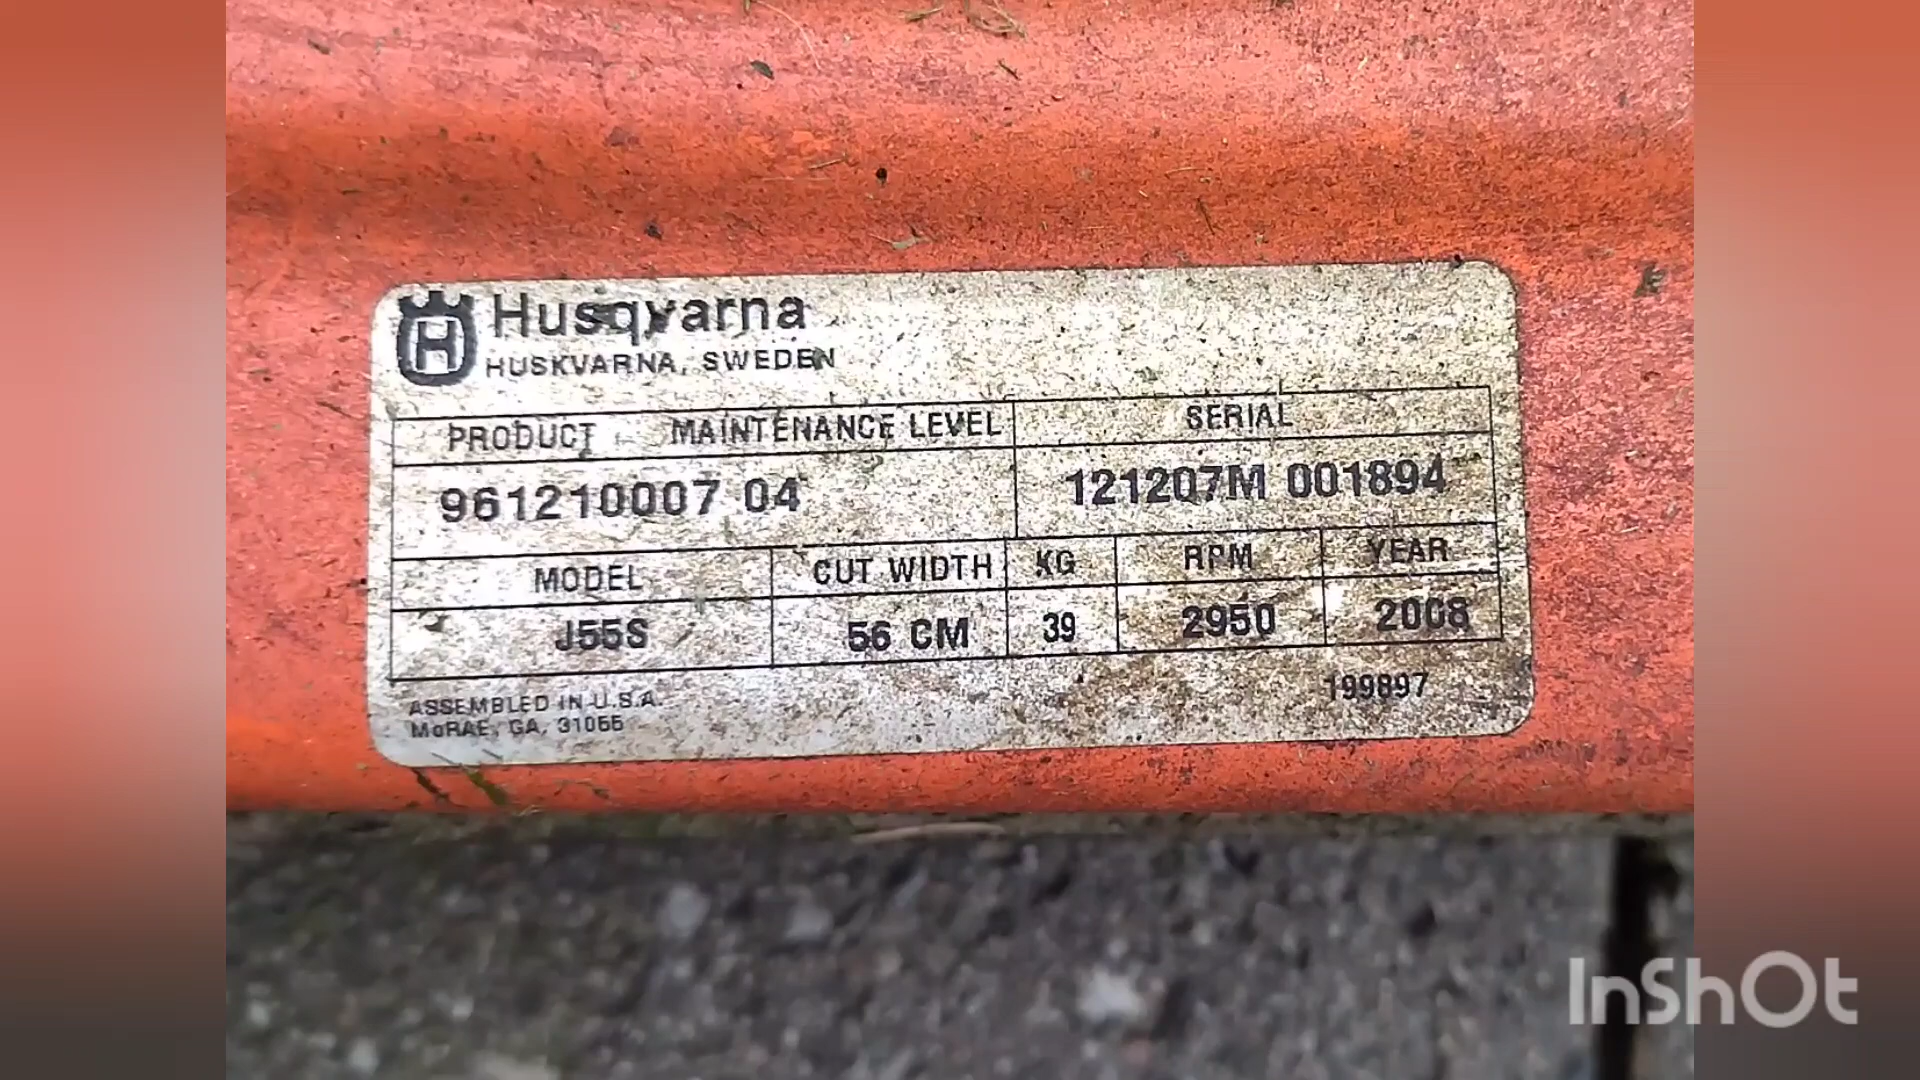 Husqvarna
HUSKVARNA, SWEDEN
PRODUCT - MAINTENANCE LEVEL SERIAL
961210007 04 121207M 001894
MODEL CUT WIDTH KG RPM YEAR
J55S 56 CM 39 2950 2008
ASSEMBLED IN U.S.A. 199897
McRAE, GA, 31055
InShOt